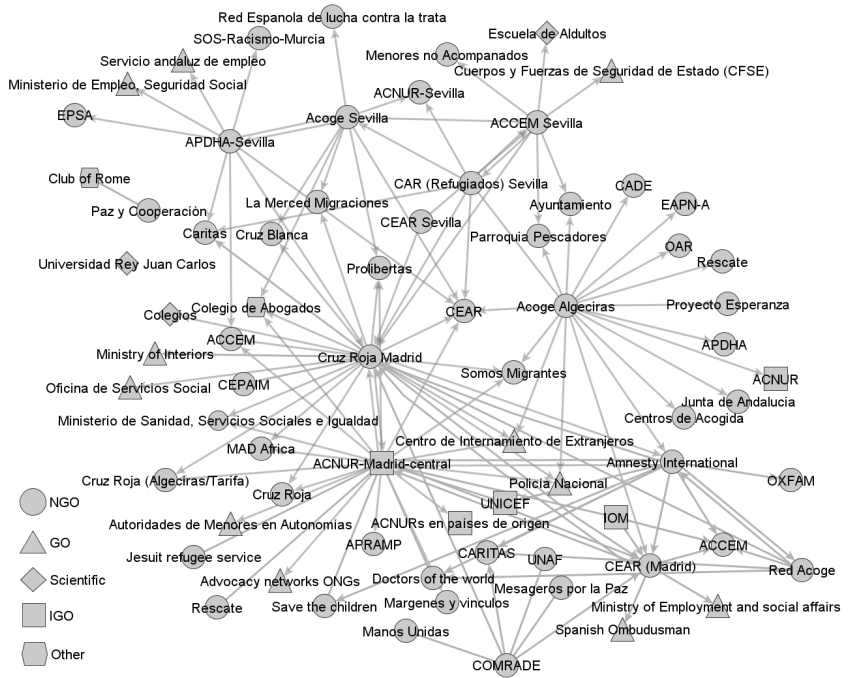 Red Espanola de lucha contra la trata
SOS-Racismo-Murcia
Escuela de Aldultos
Servicio andaluz de empleo
Menores no Acompanados
Cuerpos y Fuerzas de Seguridad de Estado (CFSE)
Ministerio de Empleo, Seguridad Social
ACNUR-Sevilla
EPSA
Acoge Sevilla
ACCEM Sevilla
APDHA-Sevilla
Club of Rome
CAR (Refugiados) Sevilla
CADE
La Merced Migraciones
Ayuntamiento
EAPN-A
Paz y Cooperaciòn
CEAR Sevilla
Caritas
Cruz Blanca
Parroquia Pescadores
OAR
Universidad Rey Juan Carlos
Prolibertas
Rescate
Colegio de Abogados
Acoge Algeciras
Proyecto Esperanza
Colegios
CEAR
ACCEM
APDHA
Ministry of Interiors
Cruz Roja Madrid
Somos Migrantes
ACNUR
Oficina de Servicios Social
CEPAIM
Junta de Andalucia
Ministerio de Sanidad, Servicios Sociales e Igualdad
Centros de Acogida
MAD Africa
Centro de Internamiento de Extranjeros
ACNUR-Madrid-central
Amnesty International
Cruz Roja (Algeciras/Tarifa)
Policia Nacional
OXFAM
Cruz Roja
UNICEF
NGO
IOM
Autoridades de Menores en Autonomias
ACNURs en paises de origen
GO
APRAMP
ACCEM
Jesuit refugee service
CARITAS
UNAF
CEAR (Madrid)
Red Acoge
Scientific
Advocacy networks ONGs
Doctors of the world
Mesageros por la Paz
Rescate
Save the children
Margenes y vinculos
Ministry of Employment and social affairs
IGO
Manos Unidas
Spanish Ombudusman
Other
COMRADE